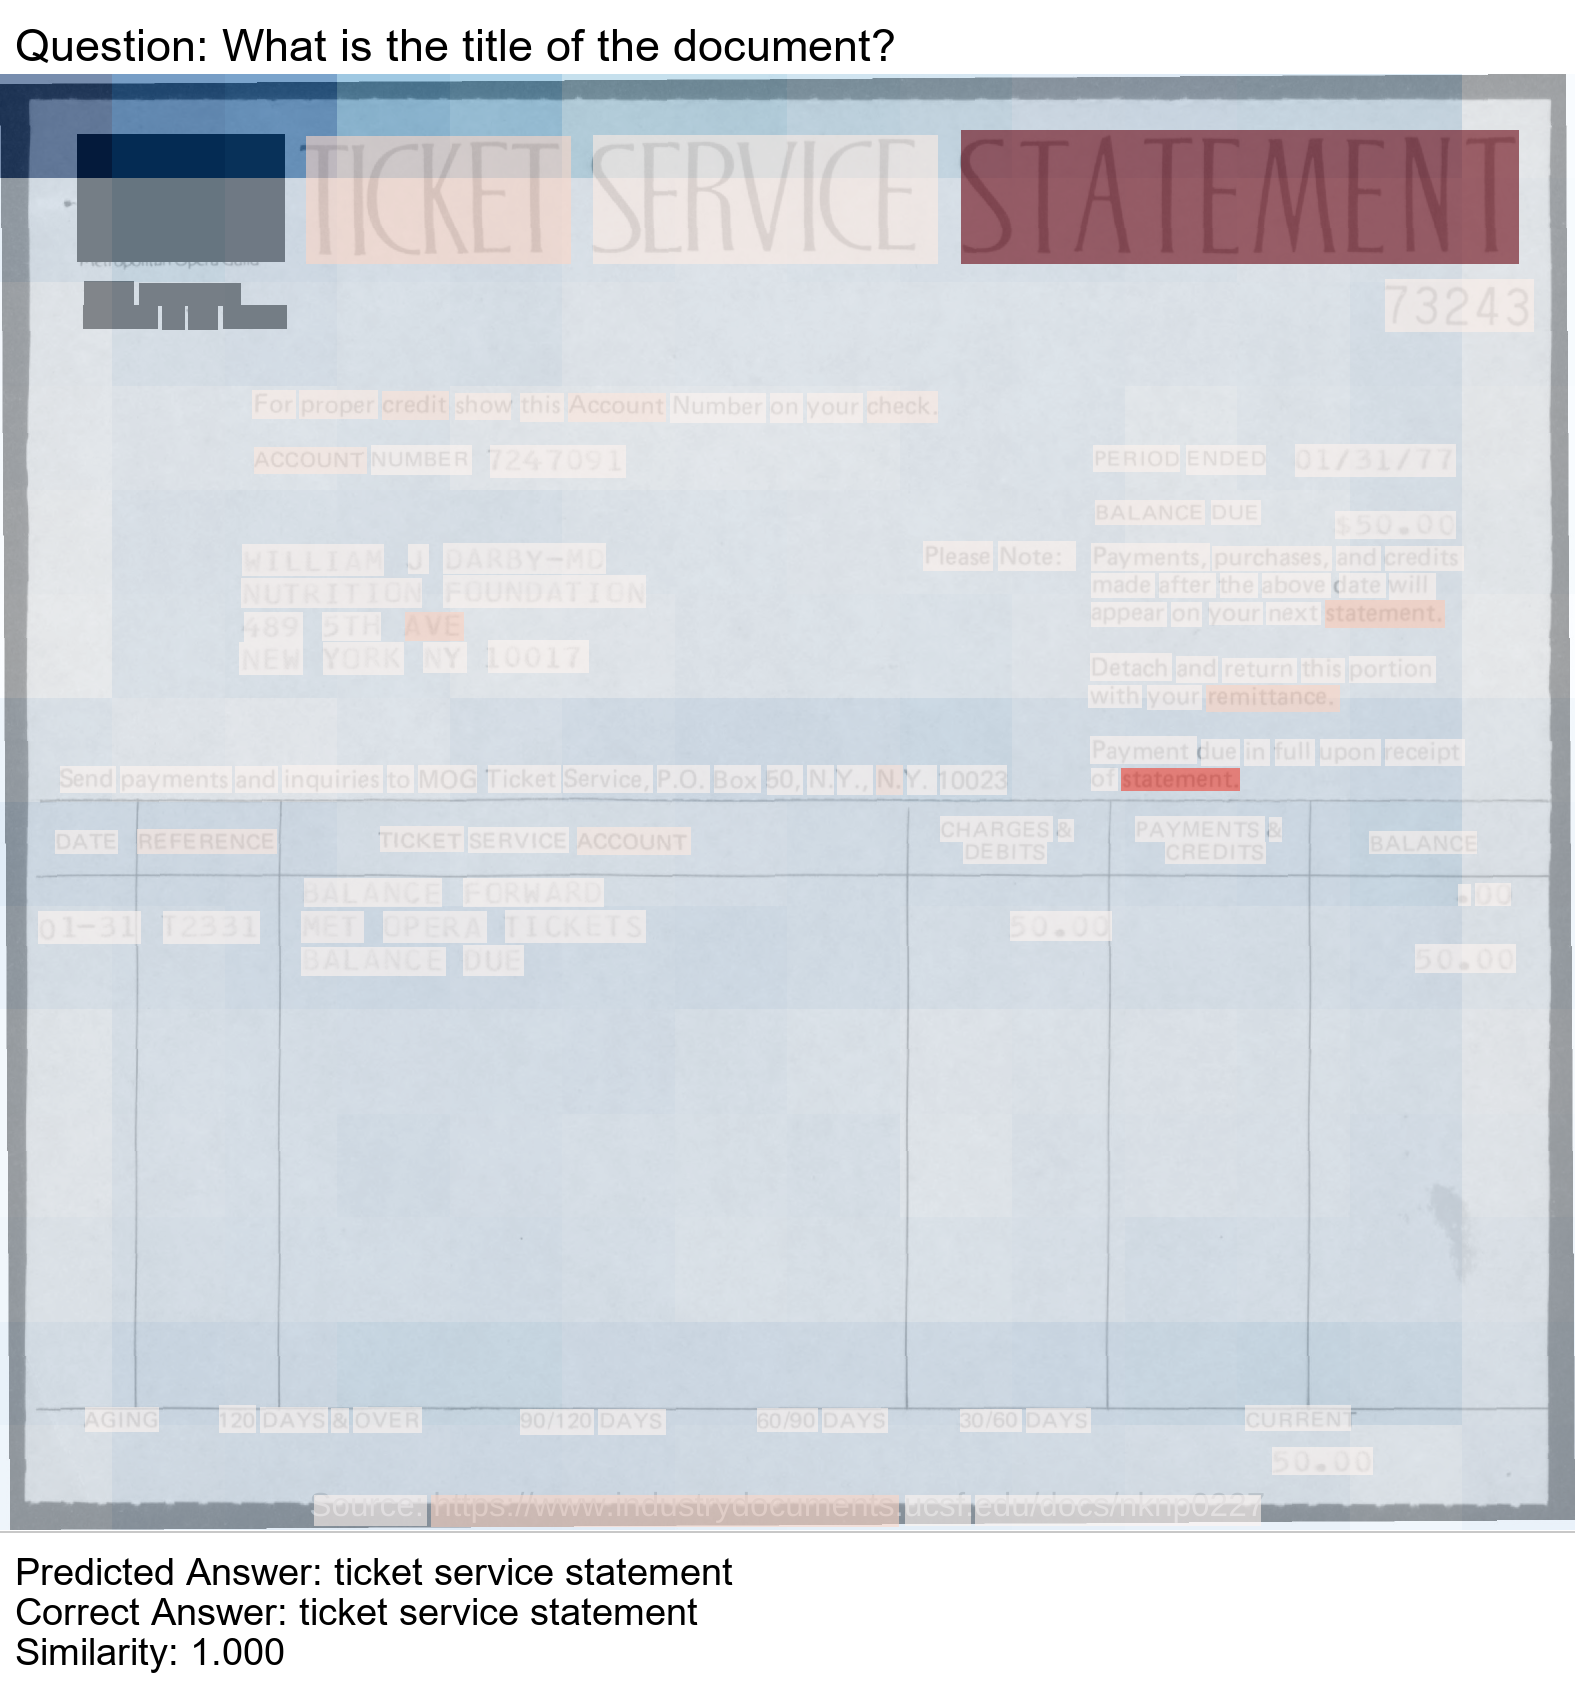 Question: What is the title of the document?
TICKET SERVICE STATEMENT
Metropolitan Opera Guild
73243
For proper credit show this Account Number on your check.
ACCOUNT NUMBER 7247091
PERIOD ENDED 01/31/77
BALANCE DUE $50.00
WILLIAM J DARBY-MD
NUTRITION FOUNDATION
489 5TH AVE
NEW YORK NY 10017
Please Note: Payments, purchases, and credits
made after the above date will
appear on your next statement.
Detach and return this portion
with your remittance.
Payment due in full upon receipt
of statement.
Send payments and inquiries to MOG Ticket Service, P.O. Box 50, N.Y., N.Y. 10023
DATE REFERENCE TICKET SERVICE ACCOUNT CHARGES & DEBITS PAYMENTS & CREDITS BALANCE
BALANCE FORWARD .00
01-31 T2331 MET OPERA TICKETS 50.00
BALANCE DUE 50.00
AGING 120 DAYS & OVER 90/120 DAYS 60/90 DAYS 30/60 DAYS CURRENT
50.00
Source: https://www.industrydocuments.ucsf.edu/docs/nknp0227
Predicted Answer: ticket service statement
Correct Answer: ticket service statement
Similarity: 1.000